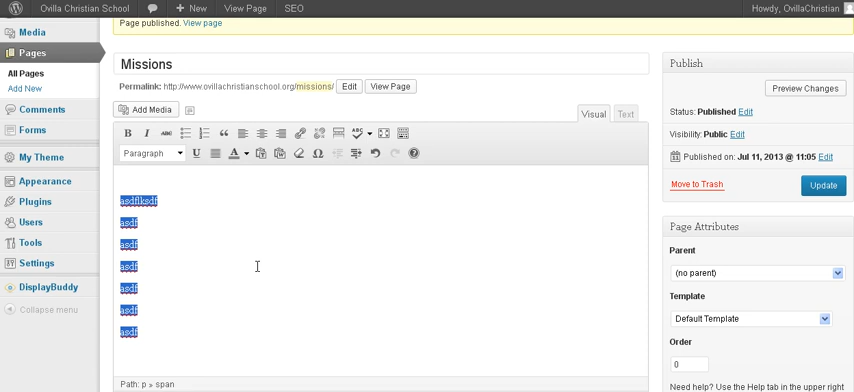 Ovilla Christian School + New View Page SEO Howdy, OvillaChristian
Page published. View page
Media
Pages
All Pages
Add New
Comments
Forms
My Theme
Appearance
Plugins
Users
Tools
Settings
DisplayBuddy
Collapse menu
Missions
Permalink: http://www.ovillachristianschool.org/missions/ Edit View Page
Add Media
Visual Text
B I ABC ABC
Paragraph U A Ω
asdflksdf
asdf
asdf
asdf
asdf
asdf
asdf
Path: p » span
Publish
Preview Changes
Status: Published Edit
Visibility: Public Edit
Published on: Jul 11, 2013 @ 11:05 Edit
Move to Trash Update
Page Attributes
Parent
(no parent)
Template
Default Template
Order
0
Need help? Use the Help tab in the upper right